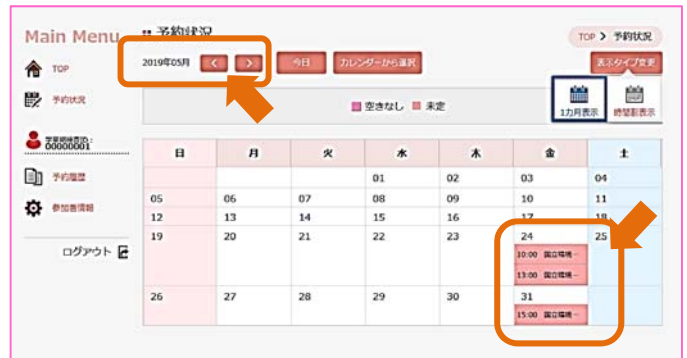 Main Menu
TOP
予約状況
00000001
予約履歴
参加者情報
ログアウト
予約状況
TOP > 予約状況
2019年05月 < > 今日 カレンダーから選択 表示タイプ変更
空きなし 未定
1カ月表示 時間割表示
日 月 火 水 木 金 土
01 02 03 04
05 06 07 08 09 10 11
12 13 14 15 16 17 18
19 20 21 22 23 24 25
10:00 国立環境…
13:00 国立環境…
26 27 28 29 30 31
15:00 国立環境…